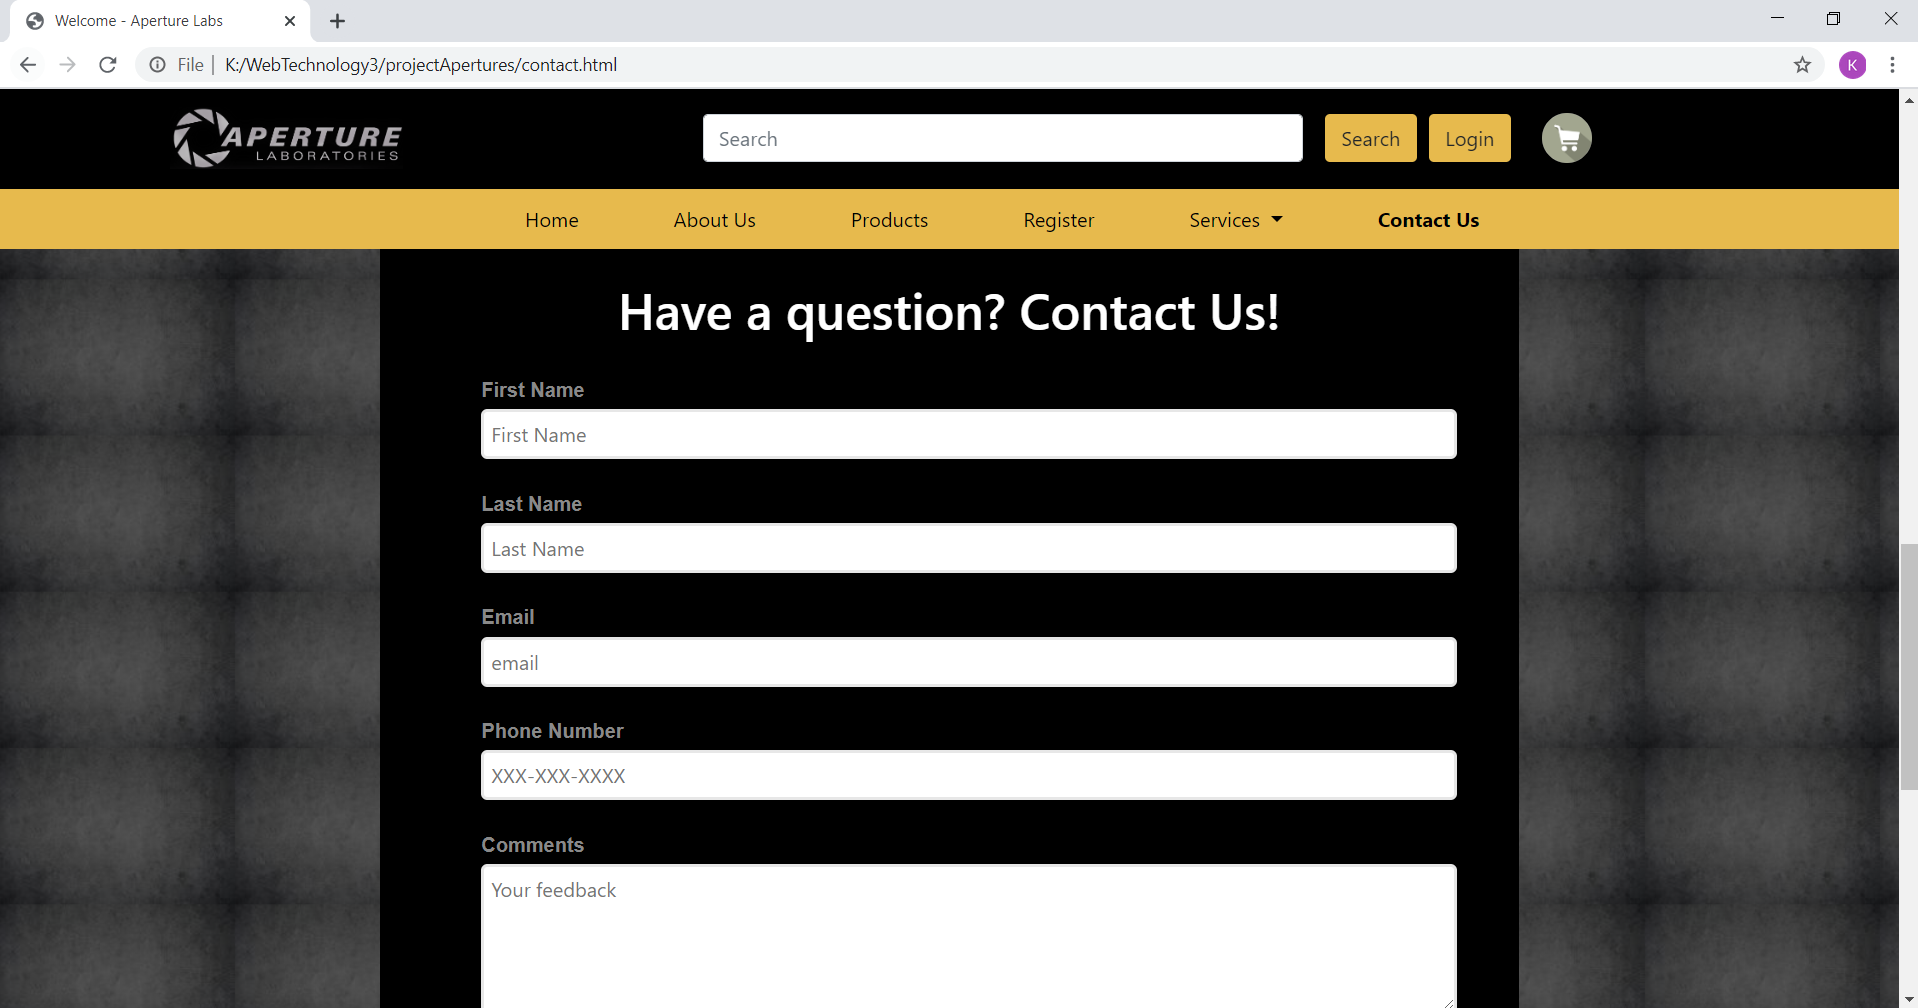 Welcome - Aperture Labs
File | K:/WebTechnology3/projectApertures/contact.html
K
APERTURE
LABORATORIES
Search
Search
Login
Home
About Us
Products
Register
Services
Contact Us
Have a question? Contact Us!
First Name
First Name
Last Name
Last Name
Email
email
Phone Number
XXX-XXX-XXXX
Comments
Your feedback